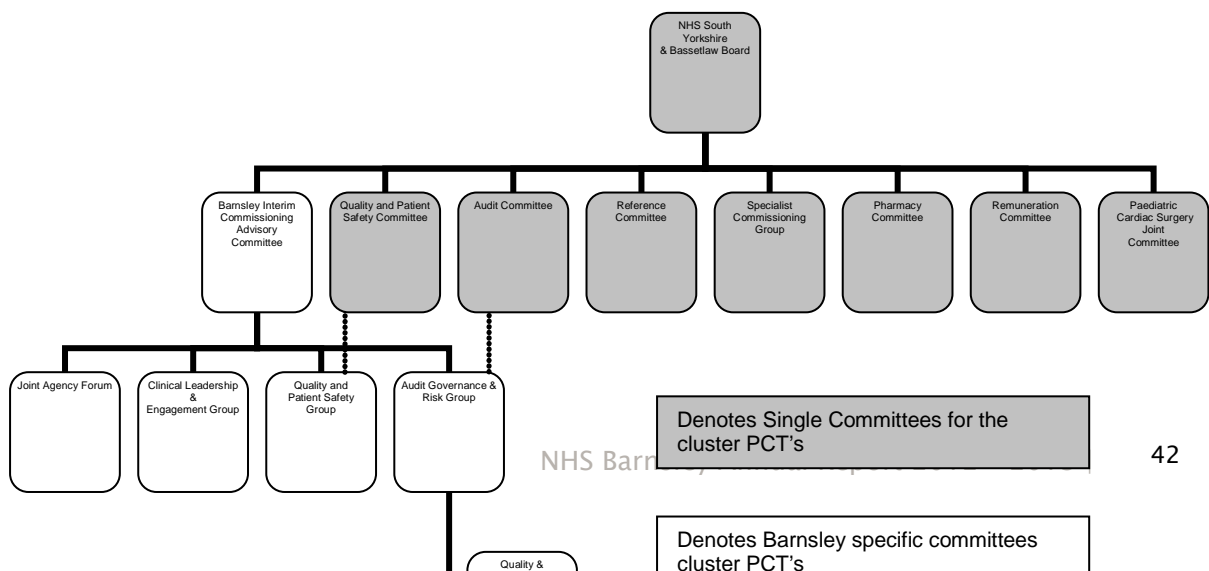 NHS South
Yorkshire
& Bassetlaw Board
Barnsley Interim
Commissioning
Advisory
Committee
Quality and Patient
Safety Committee
Audit Committee
Reference
Committee
Specialist
Commissioning
Group
Pharmacy
Committee
Remuneration
Committee
Paediatric
Cardiac Surgery
Joint
Committee
Joint Agency Forum
Clinical Leadership
&
Engagement Group
Quality and
Patient Safety
Group
Audit Governance &
Risk Group
Denotes Single Committees for the
cluster PCT's
NHS
42
Denotes Barnsley specific committees
cluster PCT's
Quality &